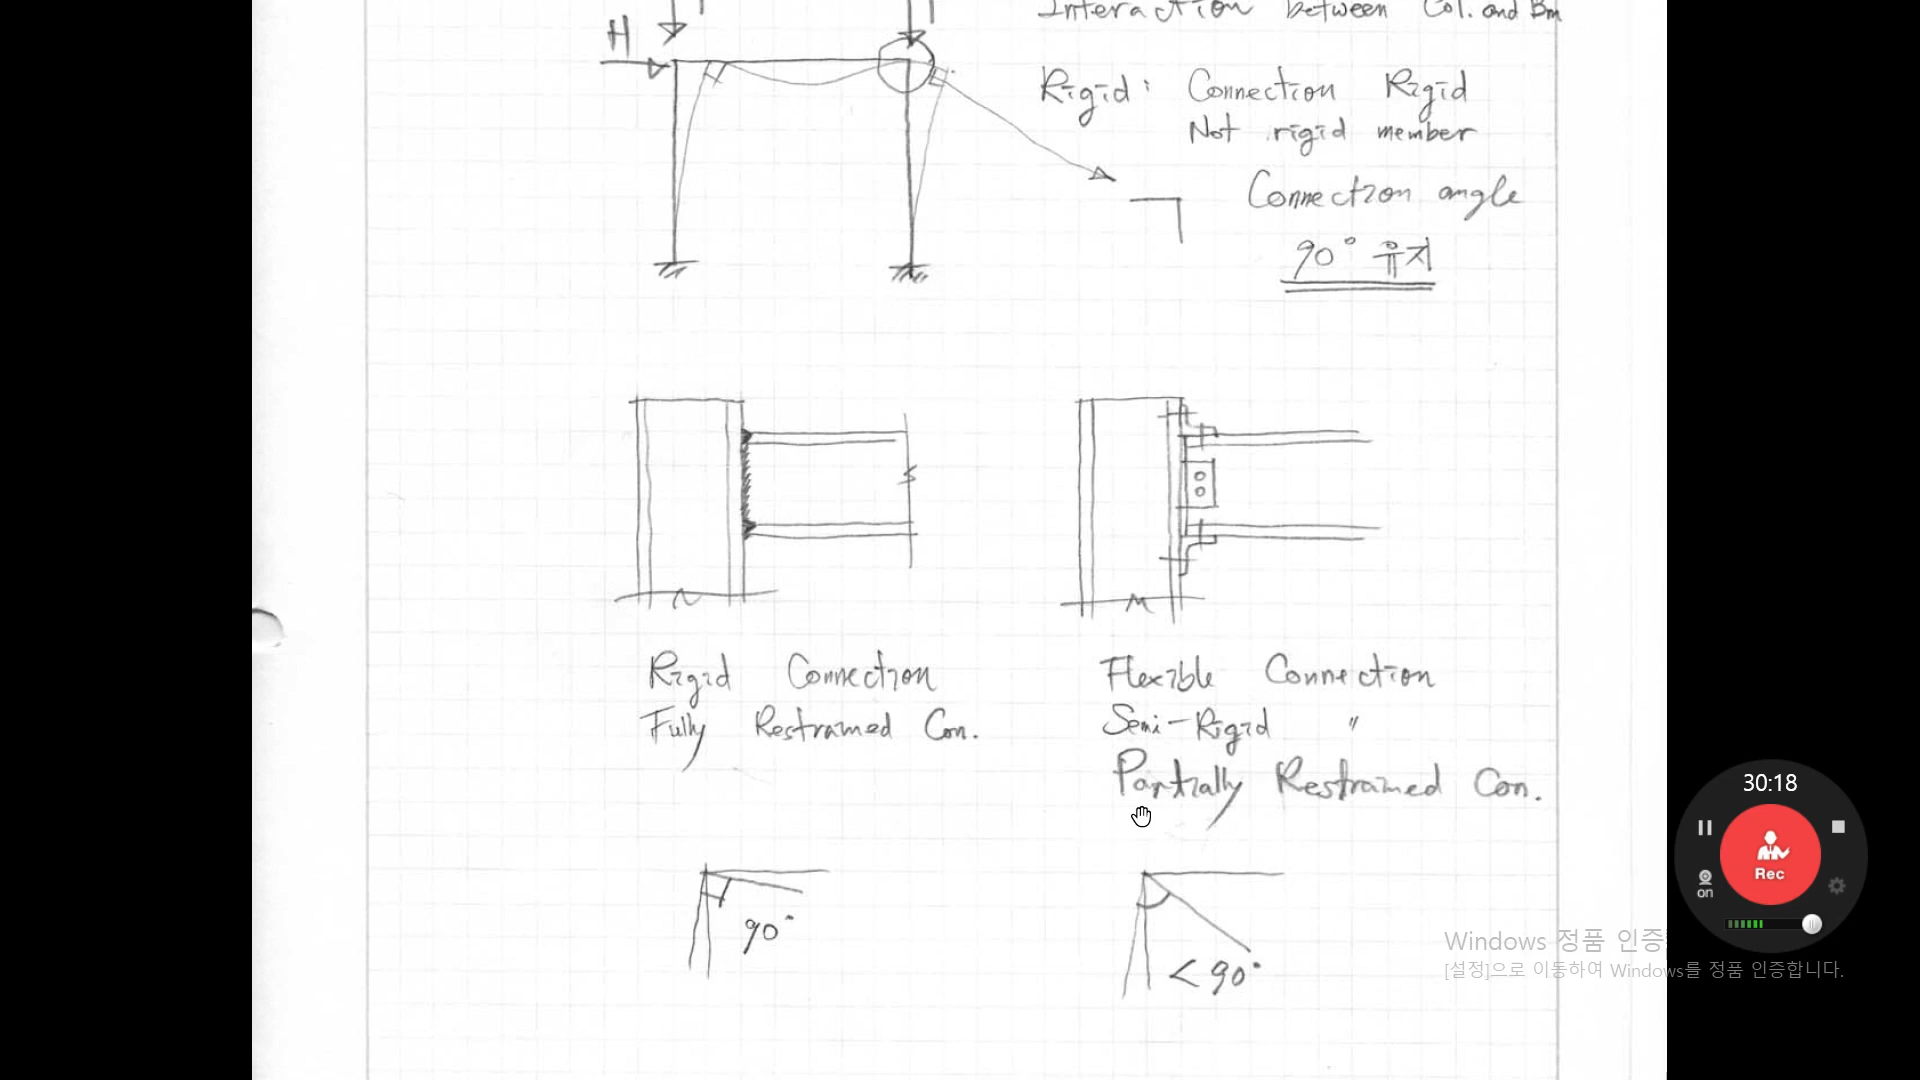 Interaction between Col. and Bm
H
Rigid: Connection Rigid
Not rigid member
Connection angle
90° 유지
Rigid Connection
Fully Restrained Con.
Flexible Connection
Semi-Rigid "
Partially Restrained Con.
90°
< 90°
30:18
Rec
on
Windows 정품 인증
[설정]으로 이동하여 Windows를 정품 인증합니다.